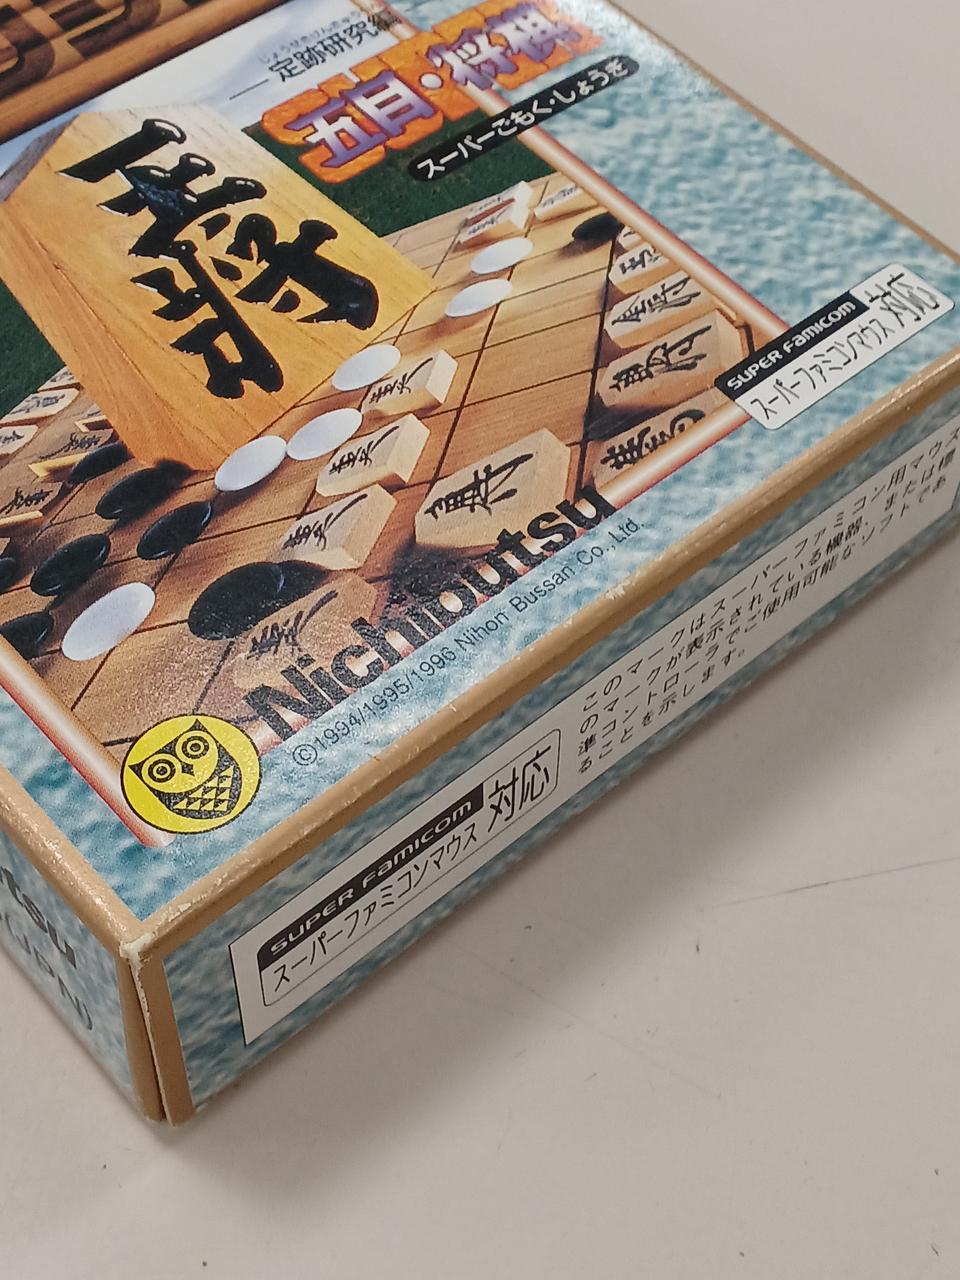 定跡研究編
五目・将棋
スーパーごもく・しょうぎ
王将
SUPER FAMICOM
スーパーファミコンマウス 対応
Nichibutsu
©1994/1995/1996 Nihon Bussan Co., Ltd.
SUPER FAMICOM
スーパーファミコンマウス 対応
このマークはスーパーファミコン用マウス
のマークが表示されている機器、または標
準のコントローラでご使用可能なソフトであ
ることを示します。
tsu
JPN)